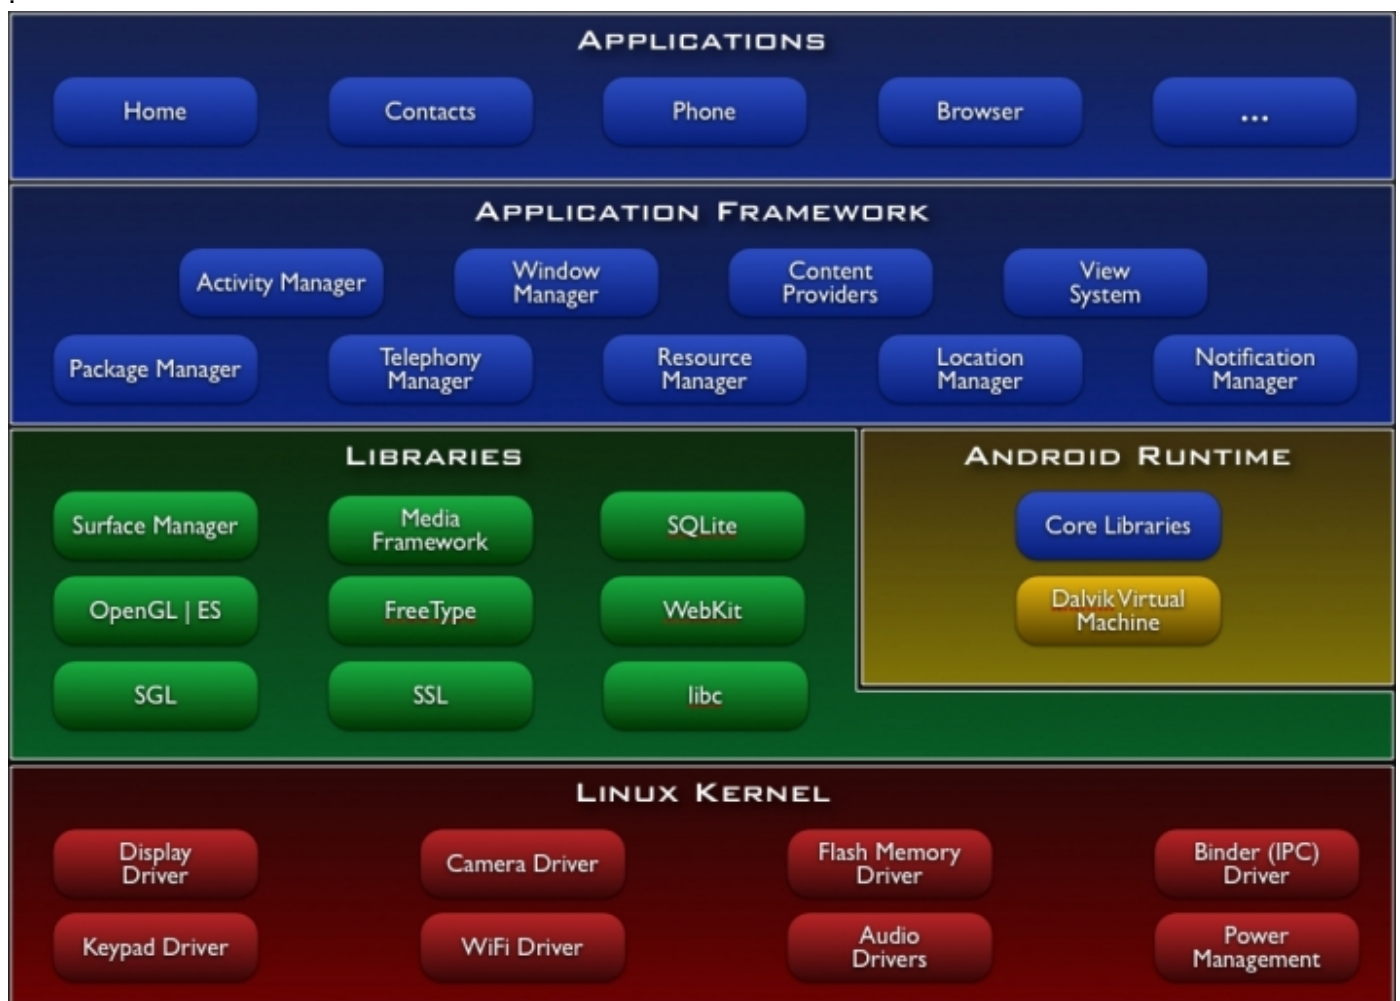 APPLICATIONS
Home
Contacts
Phone
Browser
...
APPLICATION FRAMEWORK
Activity Manager
Window
Manager
Content
Providers
View
System
Package Manager
Telephony
Manager
Resource
Manager
Location
Manager
Notification
Manager
LIBRARIES
Surface Manager
Media
Framework
SQLite
OpenGL | ES
FreeType
WebKit
SGL
SSL
libc
ANDROID RUNTIME
Core Libraries
Dalvik Virtual
Machine
LINUX KERNEL
Display
Driver
Camera Driver
Flash Memory
Driver
Binder (IPC)
Driver
Keypad Driver
WiFi Driver
Audio
Drivers
Power
Management